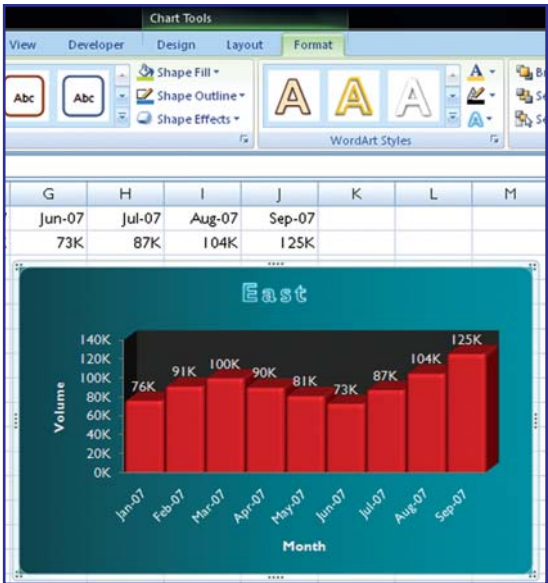 Chart Tools
View Developer Design Layout Format
Abc Abc Shape Fill A A A A
Shape Outline
Shape Effects A
WordArt Styles
G H I J K L M
Jun-07 Jul-07 Aug-07 Sep-07
73K 87K 104K 125K
East
140K
120K
100K
80K
60K
40K
20K
0K
Volume
76K 91K 100K 90K 81K 73K 87K 104K 125K
Jan-07 Feb-07 Mar-07 Apr-07 May-07 Jun-07 Jul-07 Aug-07 Sep-07
Month